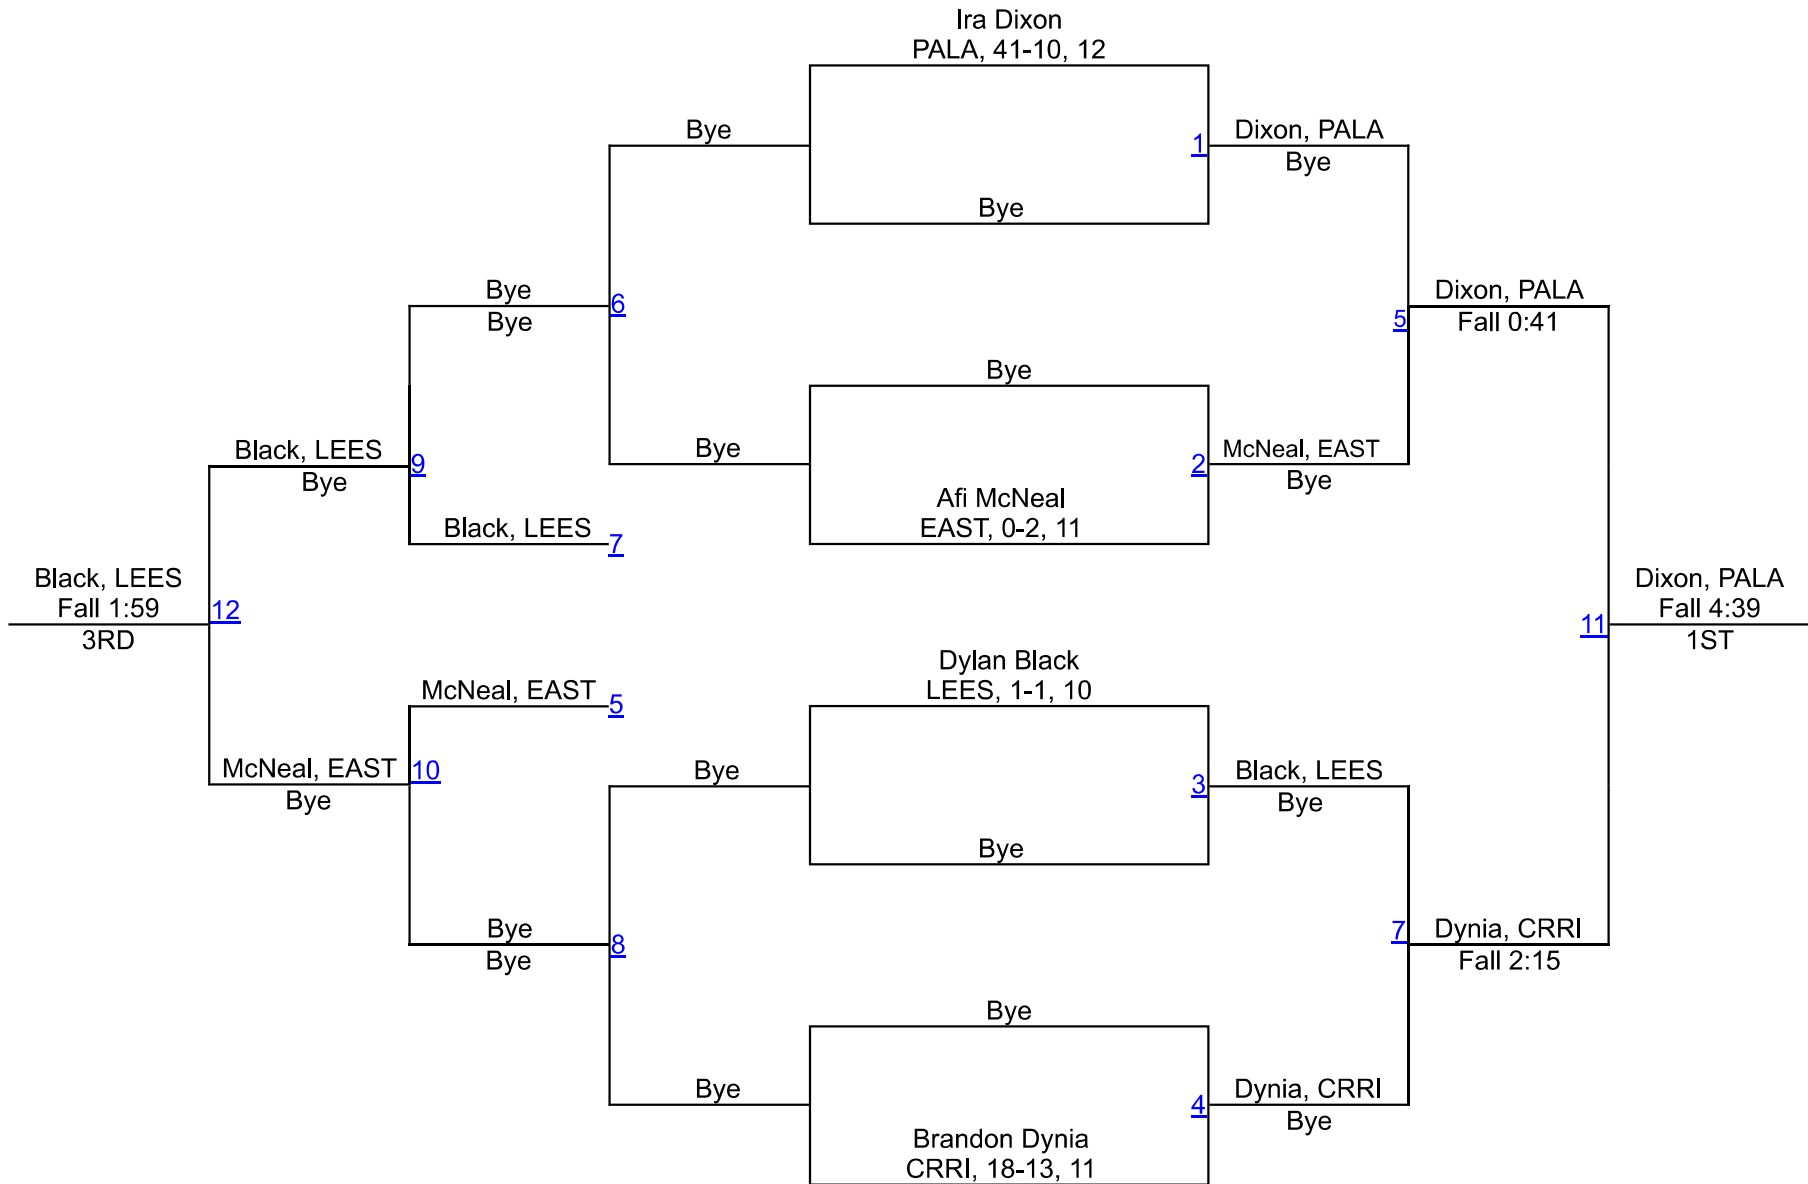 Ira Dixon
PALA, 41-10, 12
Bye
1
Dixon, PALA
Bye
Bye
Bye
Bye
6
Dixon, PALA
Fall 0:41
5
Bye
Bye
2
McNeal, EAST
Bye
Afi McNeal
EAST, 0-2, 11
Black, LEES
Bye
9
Black, LEES
7
Black, LEES
Fall 1:59
3RD
12
Dixon, PALA
Fall 4:39
1ST
11
Dylan Black
LEES, 1-1, 10
McNeal, EAST
5
McNeal, EAST
Bye
10
Bye
3
Black, LEES
Bye
Bye
Bye
Bye
8
7
Dynia, CRRI
Fall 2:15
Bye
Bye
4
Dynia, CRRI
Bye
Brandon Dynia
CRRI, 18-13, 11